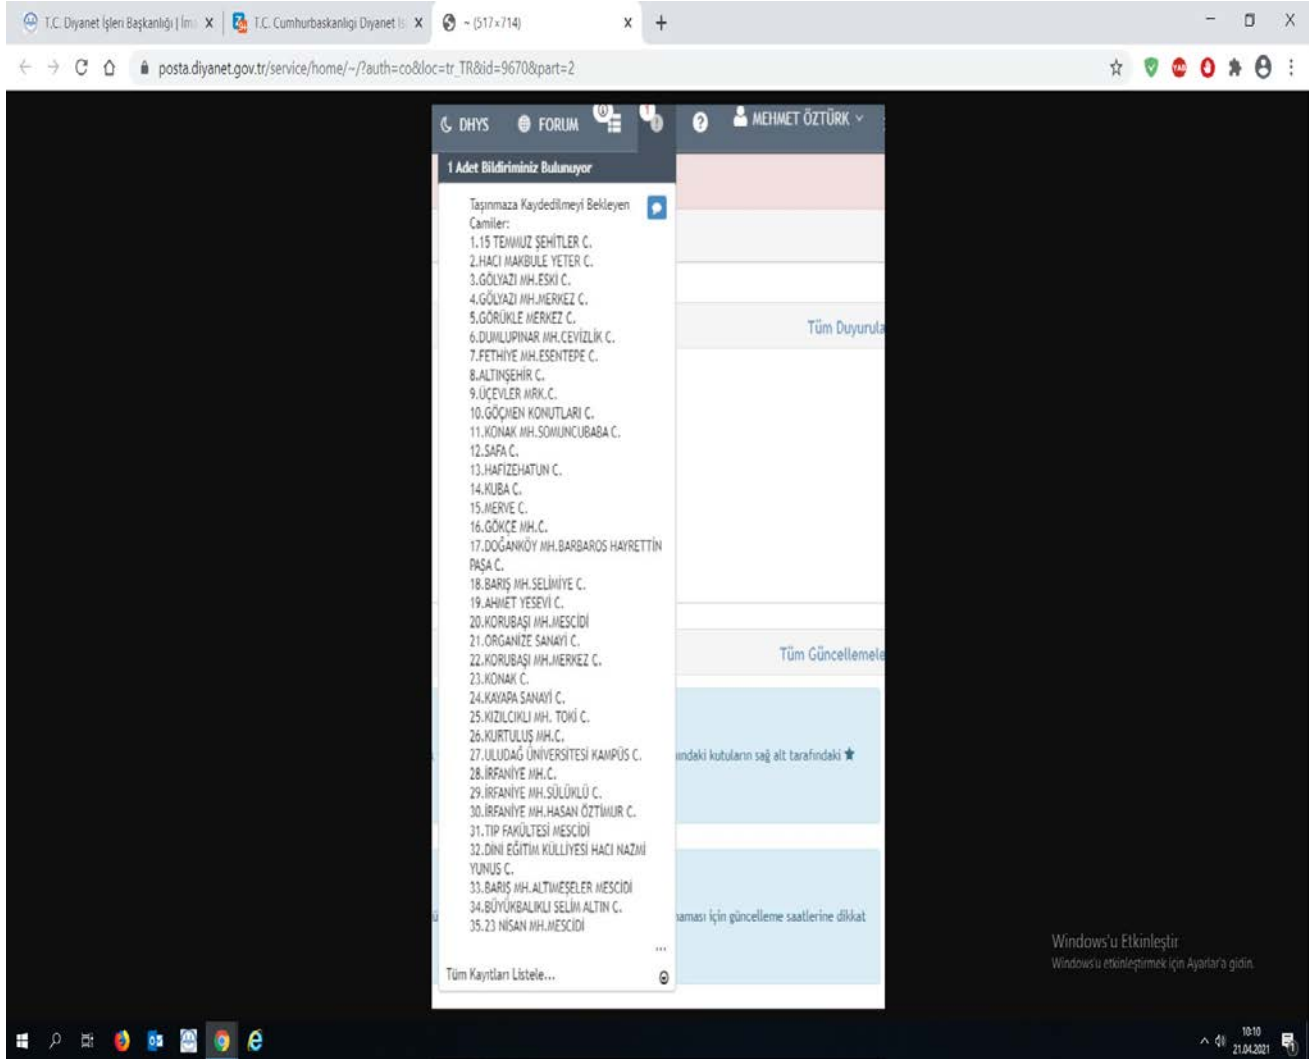 T.C. Diyanet İşleri Başkanlığı | İm
T.C. Cumhurbaskanligi Diyanet Is
~ (517×714)
posta.diyanet.gov.tr/service/home/~/?auth=co&loc=tr_TR&id=9670&part=2
DHYS FORUM 1 MEHMET ÖZTÜRK
1 Adet Bildiriminiz Bulunuyor
Taşınmaza Kaydedilmeyi Bekleyen
Camiler:
1.15 TEMMUZ ŞEHİTLER C.
2.HACI MAKBULE YETER C.
3.GÖLYAZI MH.ESKİ C.
4.GÖLYAZI MH.MERKEZ C.
5.GÖRÜKLE MERKEZ C.
Tüm Duyurula
6.DUMLUPINAR MH.CEVİZLİK C.
7.FETHİYE MH.ESENTEPE C.
8.ALTINŞEHİR C.
9.ÜÇEVLER MRK.C.
10.GÖÇMEN KONUTLARI C.
11.KONAK MH.SOMUNCUBABA C.
12.SAFA C.
13.HAFİZEHATUN C.
14.KUBA C.
15.MERVE C.
16.GÖKÇE MH.C.
17.DOĞANKÖY MH.BARBAROS HAYRETTİN
PAŞA C.
18.BARIŞ MH.SELİMİYE C.
19.AHMET YESEVİ C.
20.KORUBAŞI MH.MESCİDİ
21.ORGANİZE SANAYİ C.
22.KORUBAŞI MH.MERKEZ C.
Tüm Güncellemele
23.KONAK C.
24.KAYAPA SANAYİ C.
25.KIZILCIKLI MH. TOKİ C.
26.KURTULUŞ MH.C.
27.ULUDAĞ ÜNİVERSİTESİ KAMPÜS C.
ındaki kutuların sağ alt tarafındaki
28.İRFANİYE MH.C.
29.İRFANİYE MH.SÜLÜKLÜ C.
30.İRFANİYE MH.HASAN ÖZTİMUR C.
31.TIP FAKÜLTESİ MESCİDİ
32.DİNİ EĞİTİM KÜLLİYESİ HACI NAZMİ
YUNUS C.
33.BARIŞ MH.ALTIMEŞELER MESCİDİ
34.BÜYÜKBALIKLI SELİM ALTIN C.
naması için güncelleme saatlerine dikkat
35.23 NİSAN MH.MESCİDİ
...
Tüm Kayıtları Listele...
Windows'u Etkinleştir
Windows'u etkinleştirmek için Ayarlar'a gidin.
10:10
21.04.2021